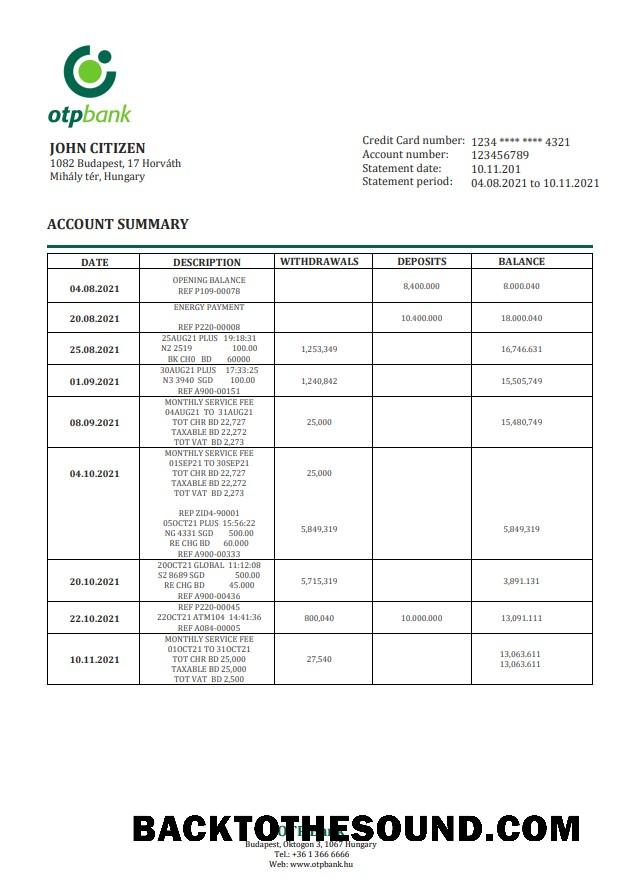 otpbank
JOHN CITIZEN
1082 Budapest, 17 Horváth
Mihály tér, Hungary
Credit Card number: 1234 **** **** 4321
Account number: 123456789
Statement date: 10.11.201
Statement period: 04.08.2021 to 10.11.2021
ACCOUNT SUMMARY
DATE DESCRIPTION WITHDRAWALS DEPOSITS BALANCE
OPENING BALANCE
04.08.2021 8,400.000 8.000.040
REF P109-00078
ENERGY PAYMENT
20.08.2021 10.400.000 18.000.040
REF P220-00008
25AUG21 PLUS 19:18:31
25.08.2021 N2 2519 100.00 1,253,349 16,746.631
BK CH0 BD 60000
30AUG21 PLUS 17:33:25
01.09.2021 N3 3940 SGD 100.00 1,240,842 15,505,749
REF A900-00151
MONTHLY SERVICE FEE
04AUG21 TO 31AUG21
08.09.2021 TOT CHR BD 22,727 25,000 15,480,749
TAXABLE BD 22,272
TOT VAT BD 2,273
MONTHLY SERVICE FEE
01SEP21 TO 30SEP21
04.10.2021 TOT CHR BD 22,727 25,000
TAXABLE BD 22,272
TOT VAT BD 2,273
REP ZID4-90001
05OCT21 PLUS 15:56:22
NG 4331 SGD 500.00 5,849,319 5,849,319
RE CHG BD 60.000
REF A900-00333
20OCT21 GLOBAL 11:12:08
S2 8689 SGD 500.00
20.10.2021 5,715,319 3,891.131
RE CHG BD 45.000
REF A900-00436
REF P220-00045
22.10.2021 22OCT21 ATM104 14:41:36 800,040 10.000.000 13,091.111
REF A084-00005
MONTHLY SERVICE FEE
01OCT21 TO 31OCT21 13,063.611
10.11.2021 TOT CHR BD 25,000 27,540 13,063.611
TAXABLE BD 25,000
TOT VAT BD 2,500
BACKTOTHESOUND.COM
Budapest, Oktogon 3, 1067 Hungary
Tel.: +36 1 366 6666
Web: www.otpbank.hu